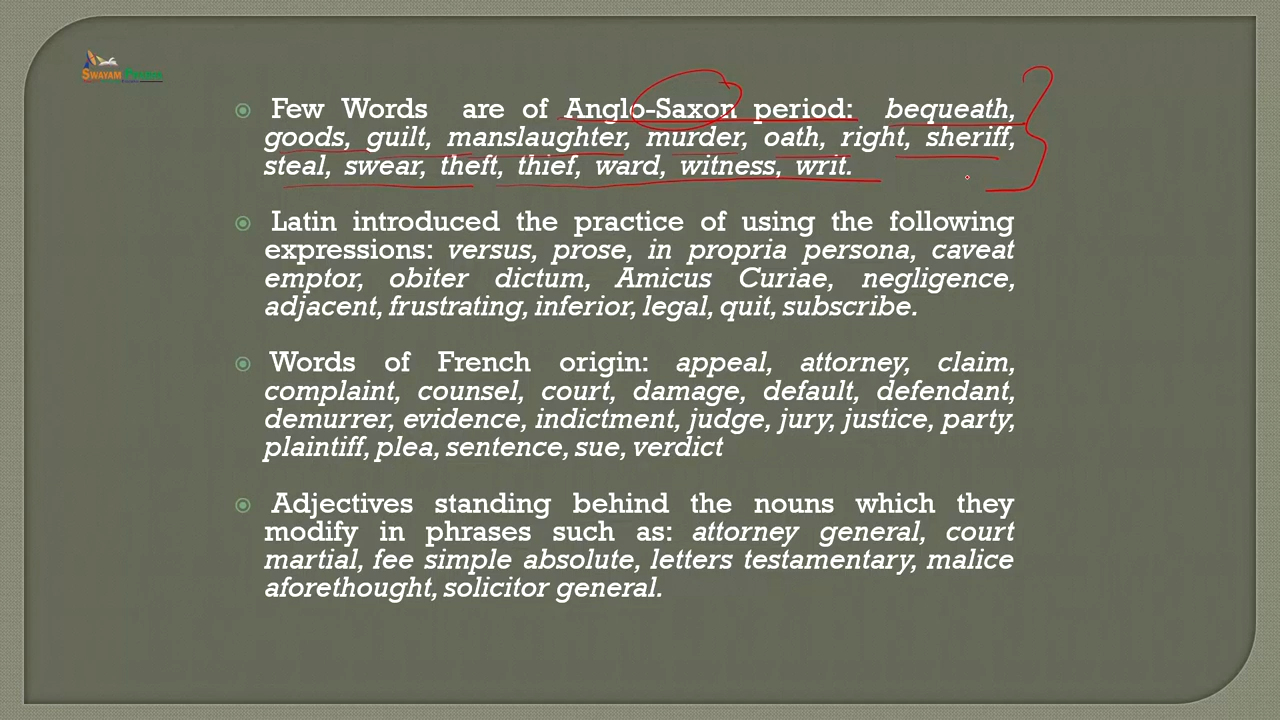 SWAYAM Prabha
Few Words are of Anglo-Saxon period: bequeath,
goods, guilt, manslaughter, murder, oath, right, sheriff,
steal, swear, theft, thief, ward, witness, writ.
Latin introduced the practice of using the following
expressions: versus, prose, in propria persona, caveat
emptor, obiter dictum, Amicus Curiae, negligence,
adjacent, frustrating, inferior, legal, quit, subscribe.
Words of French origin: appeal, attorney, claim,
complaint, counsel, court, damage, default, defendant,
demurrer, evidence, indictment, judge, jury, justice, party,
plaintiff, plea, sentence, sue, verdict
Adjectives standing behind the nouns which they
modify in phrases such as: attorney general, court
martial, fee simple absolute, letters testamentary, malice
aforethought, solicitor general.